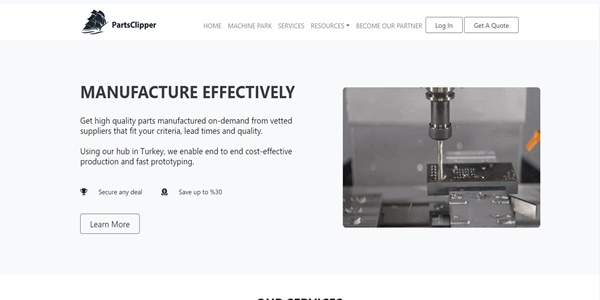 PartsClipper
HOME MACHINE PARK SERVICES RESOURCES BECOME OUR PARTNER Log In Get A Quote
MANUFACTURE EFFECTIVELY
Get high quality parts manufactured on-demand from vetted
suppliers that fit your criteria, lead times and quality.
Using our hub in Turkey, we enable end to end cost-effective
production and fast prototyping.
Secure any deal Save up to %30
Learn More
OUR SERVICES